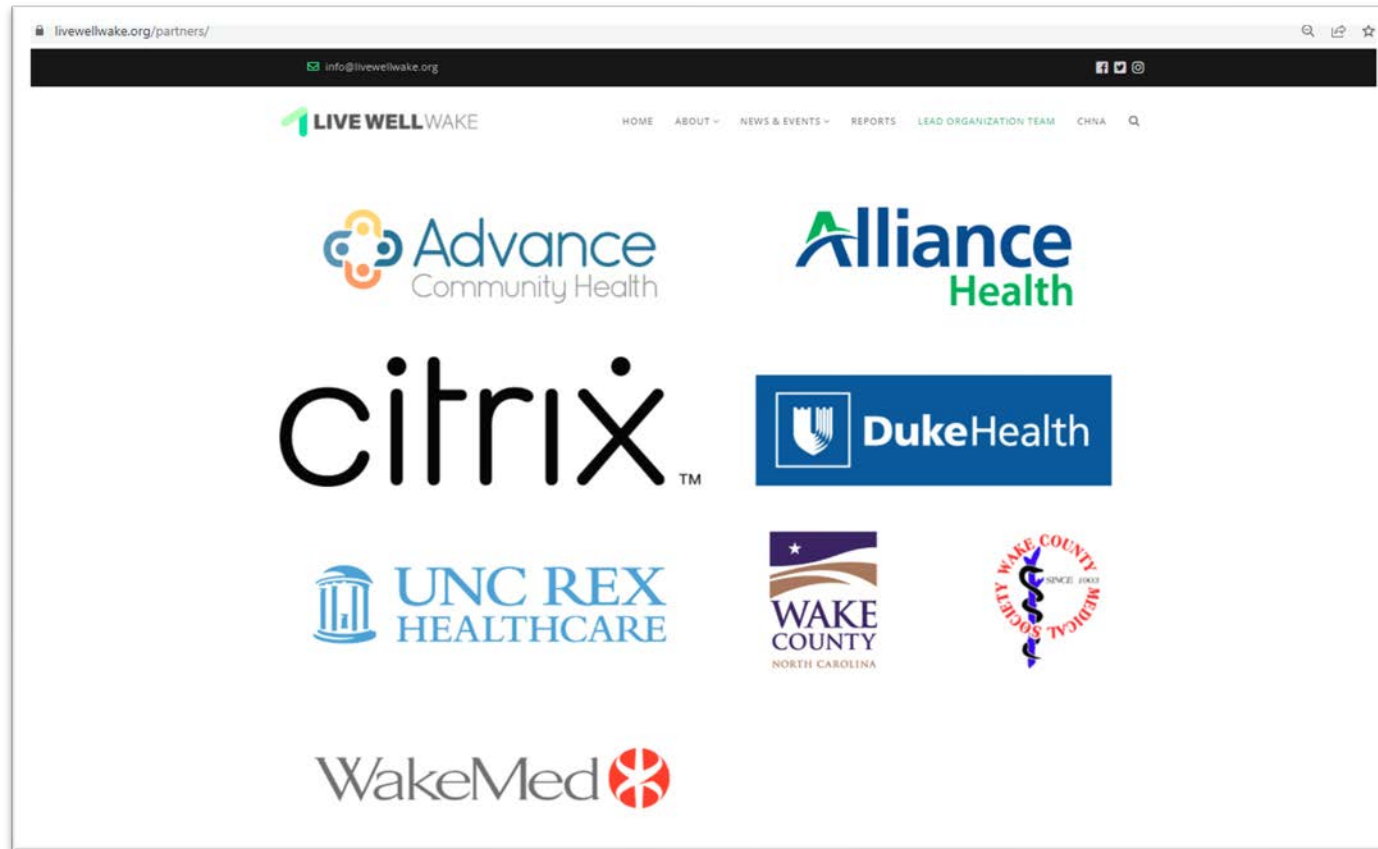 livewellwake.org/partners/
info@livewellwake.org
LIVE WELLWAKE
HOME ABOUT NEWS & EVENTS REPORTS LEAD ORGANIZATION TEAM CHNA
Advance
Community Health
Alliance
Health
citrix
TM
DukeHealth
UNC REX
HEALTHCARE
WAKE
COUNTY
NORTH CAROLINA
WAKE COUNTY MEDICAL SOCIETY
SINCE 1903
WakeMed